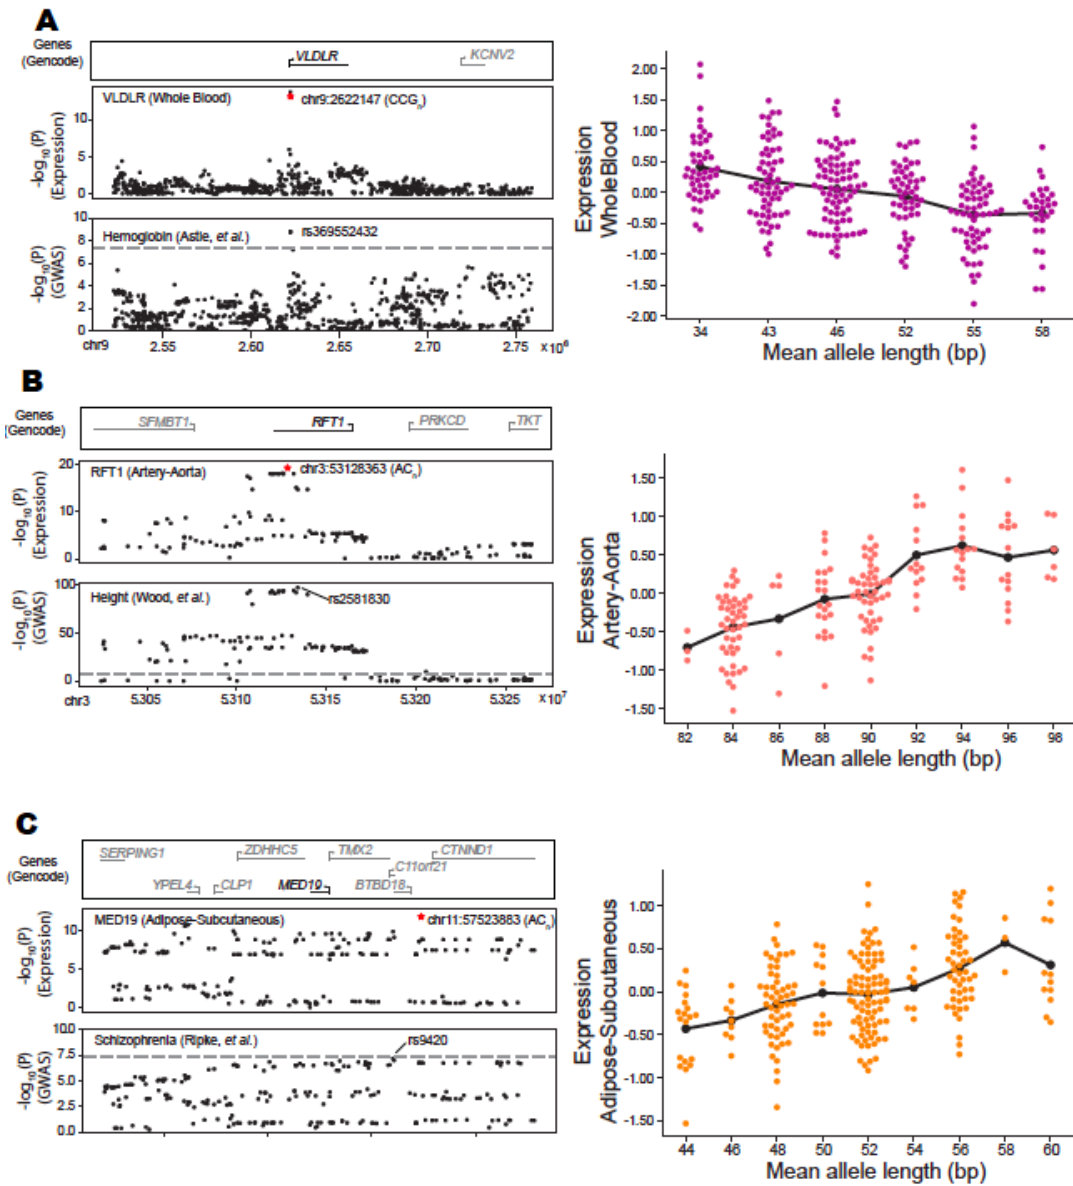 A
Genes
(Gencode)
VLDLR
KCNV2
VLDLR (Whole Blood)
chr9:2622147 (CCGn)
-log10(P)
(Expression)
10
5
0
Hemoglobin (Astle, et al.)
rs369552432
-log10(P)
(GWAS)
10
8
6
4
2
0
chr9
2.55
2.60
2.65
2.70
2.75
x10^6
Expression
WholeBlood
2.00
1.50
1.00
0.50
0.00
-0.50
-1.00
-1.50
-2.00
34
43
46
52
55
58
Mean allele length (bp)
B
Genes
(Gencode)
SFMBT1
RFT1
PRKCD
TKT
RFT1 (Artery-Aorta)
chr3:53128363 (ACn)
-log10(P)
(Expression)
20
10
0
Height (Wood, et al.)
rs2581830
-log10(P)
(GWAS)
100
50
0
chr3
5.305
5.310
5.315
5.320
5.325
x10^7
Expression
Artery-Aorta
1.50
1.00
0.50
0.00
-0.50
-1.00
-1.50
82
84
86
88
90
92
94
96
98
Mean allele length (bp)
C
Genes
(Gencode)
SERPING1
ZDHHC5
TMX2
CTNND1
C11orf21
YPEL4
CLP1
MED19
BTBD18
MED19 (Adipose-Subcutaneous)
chr11:57523883 (ACn)
-log10(P)
(Expression)
10
5
0
Schizophrenia (Ripke, et al.)
rs9420
-log10(P)
(GWAS)
10.0
7.5
5.0
2.5
0.0
Expression
Adipose-Subcutaneous
1.00
0.50
0.00
-0.50
-1.00
-1.50
44
46
48
50
52
54
56
58
60
Mean allele length (bp)